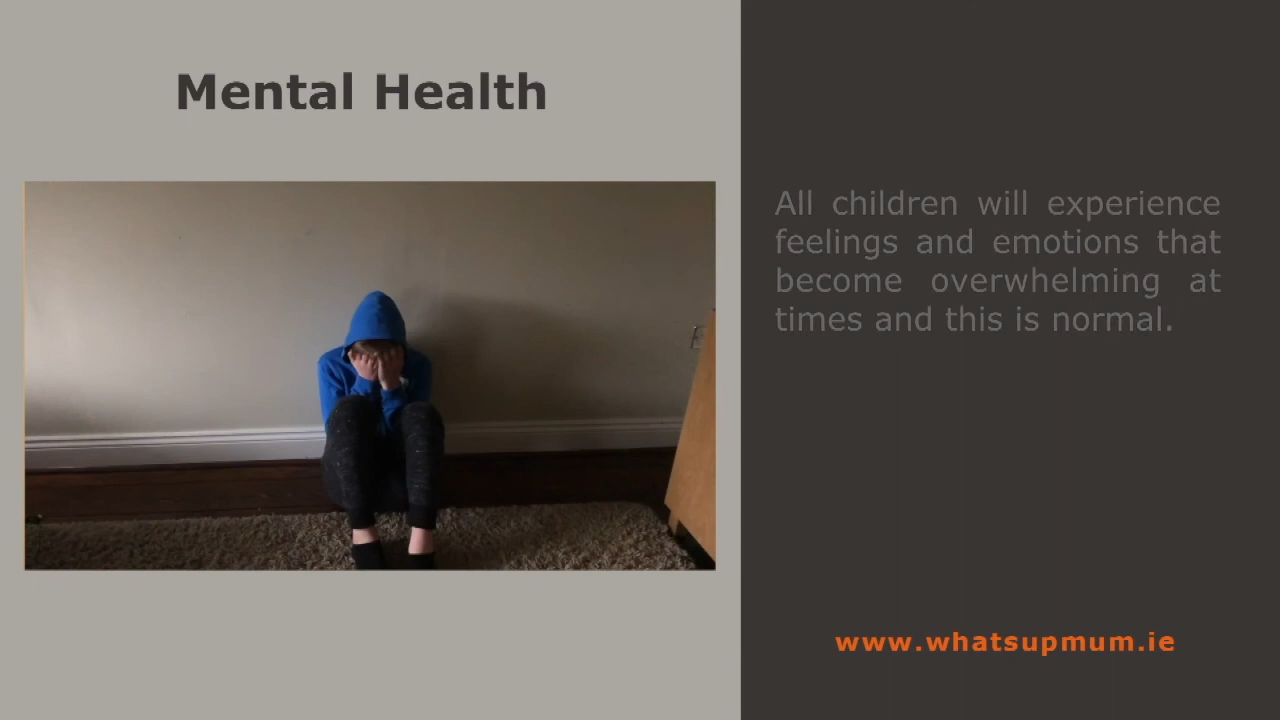 Mental Health
All children will experience
feelings and emotions that
become overwhelming at
times and this is normal.
www.whatsupmum.ie